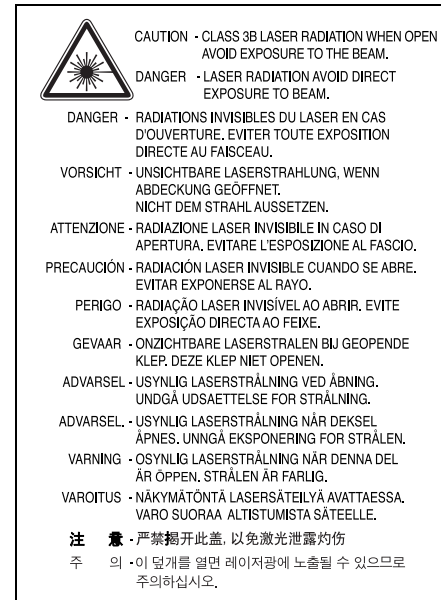 CAUTION - CLASS 3B LASER RADIATION WHEN OPEN
AVOID EXPOSURE TO THE BEAM.
DANGER - LASER RADIATION AVOID DIRECT
EXPOSURE TO BEAM.
DANGER - RADIATIONS INVISIBLES DU LASER EN CAS
D'OUVERTURE. EVITER TOUTE EXPOSITION
DIRECTE AU FAISCEAU.
VORSICHT - UNSICHTBARE LASERSTRAHLUNG, WENN
ABDECKUNG GEÖFFNET.
NICHT DEM STRAHL AUSSETZEN.
ATTENZIONE - RADIAZIONE LASER INVISIBILE IN CASO DI
APERTURA. EVITARE L'ESPOSIZIONE AL FASCIO.
PRECAUCIÓN - RADIACIÓN LASER INVISIBLE CUANDO SE ABRE.
EVITAR EXPONERSE AL RAYO.
PERIGO - RADIAÇÃO LASER INVISÍVEL AO ABRIR. EVITE
EXPOSIÇÃO DIRECTA AO FEIXE.
GEVAAR - ONZICHTBARE LASERSTRALEN BIJ GEOPENDE
KLEP. DEZE KLEP NIET OPENEN.
ADVARSEL - USYNLIG LASERSTRÅLNING VED ÅBNING.
UNDGÅ UDSAETTELSE FOR STRÅLNING.
ADVARSEL. - USYNLIG LASERSTRÅLNING NÅR DEKSEL
ÅPNES. UNNGÅ EKSPONERING FOR STRÅLEN.
VARNING - OSYNLIG LASERSTRÅLNING NÄR DENNA DEL
ÄR ÖPPEN. STRÅLEN ÄR FARLIG.
VAROITUS - NÄKYMÄTÖNTÄ LASERSÄTEILYÄ AVATTAESSA.
VARO SUORAA ALTISTUMISTA SÄTEELLE.
注 意 - 严禁揭开此盖, 以免激光泄露灼伤
주 의 - 이 덮개를 열면 레이저광에 노출될 수 있으므로
주의하십시오.